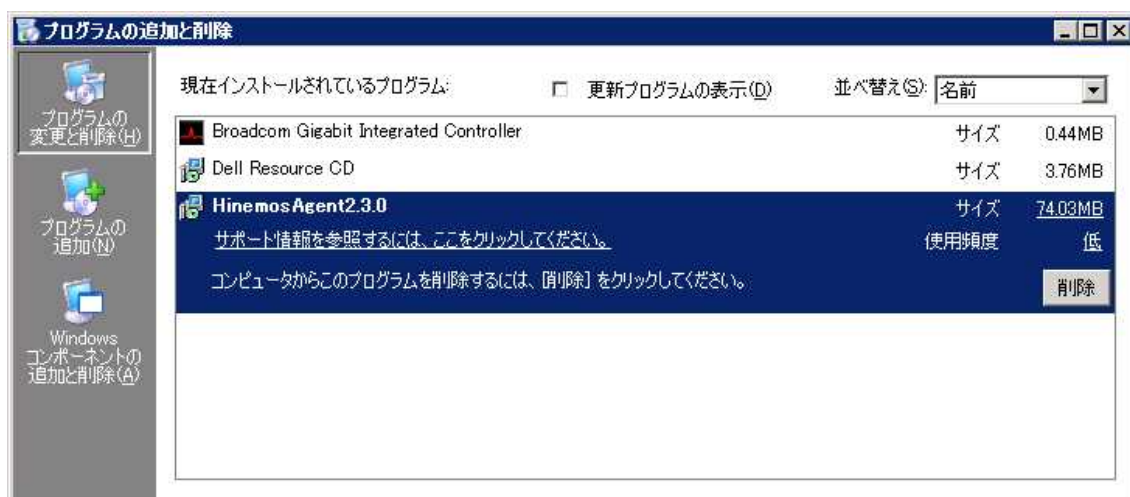 プログラムの追加と削除
プログラムの
変更と削除(H)
プログラムの
追加(N)
Windows
コンポーネントの
追加と削除(A)
現在インストールされているプログラム: 更新プログラムの表示(D) 並べ替え(S): 名前
Broadcom Gigabit Integrated Controller サイズ 0.44MB
Dell Resource CD サイズ 3.76MB
HinemosAgent2.3.0 サイズ 74.03MB
サポート情報を参照するには、ここをクリックしてください。 使用頻度 低
コンピュータからこのプログラムを削除するには、[削除] をクリックしてください。 削除